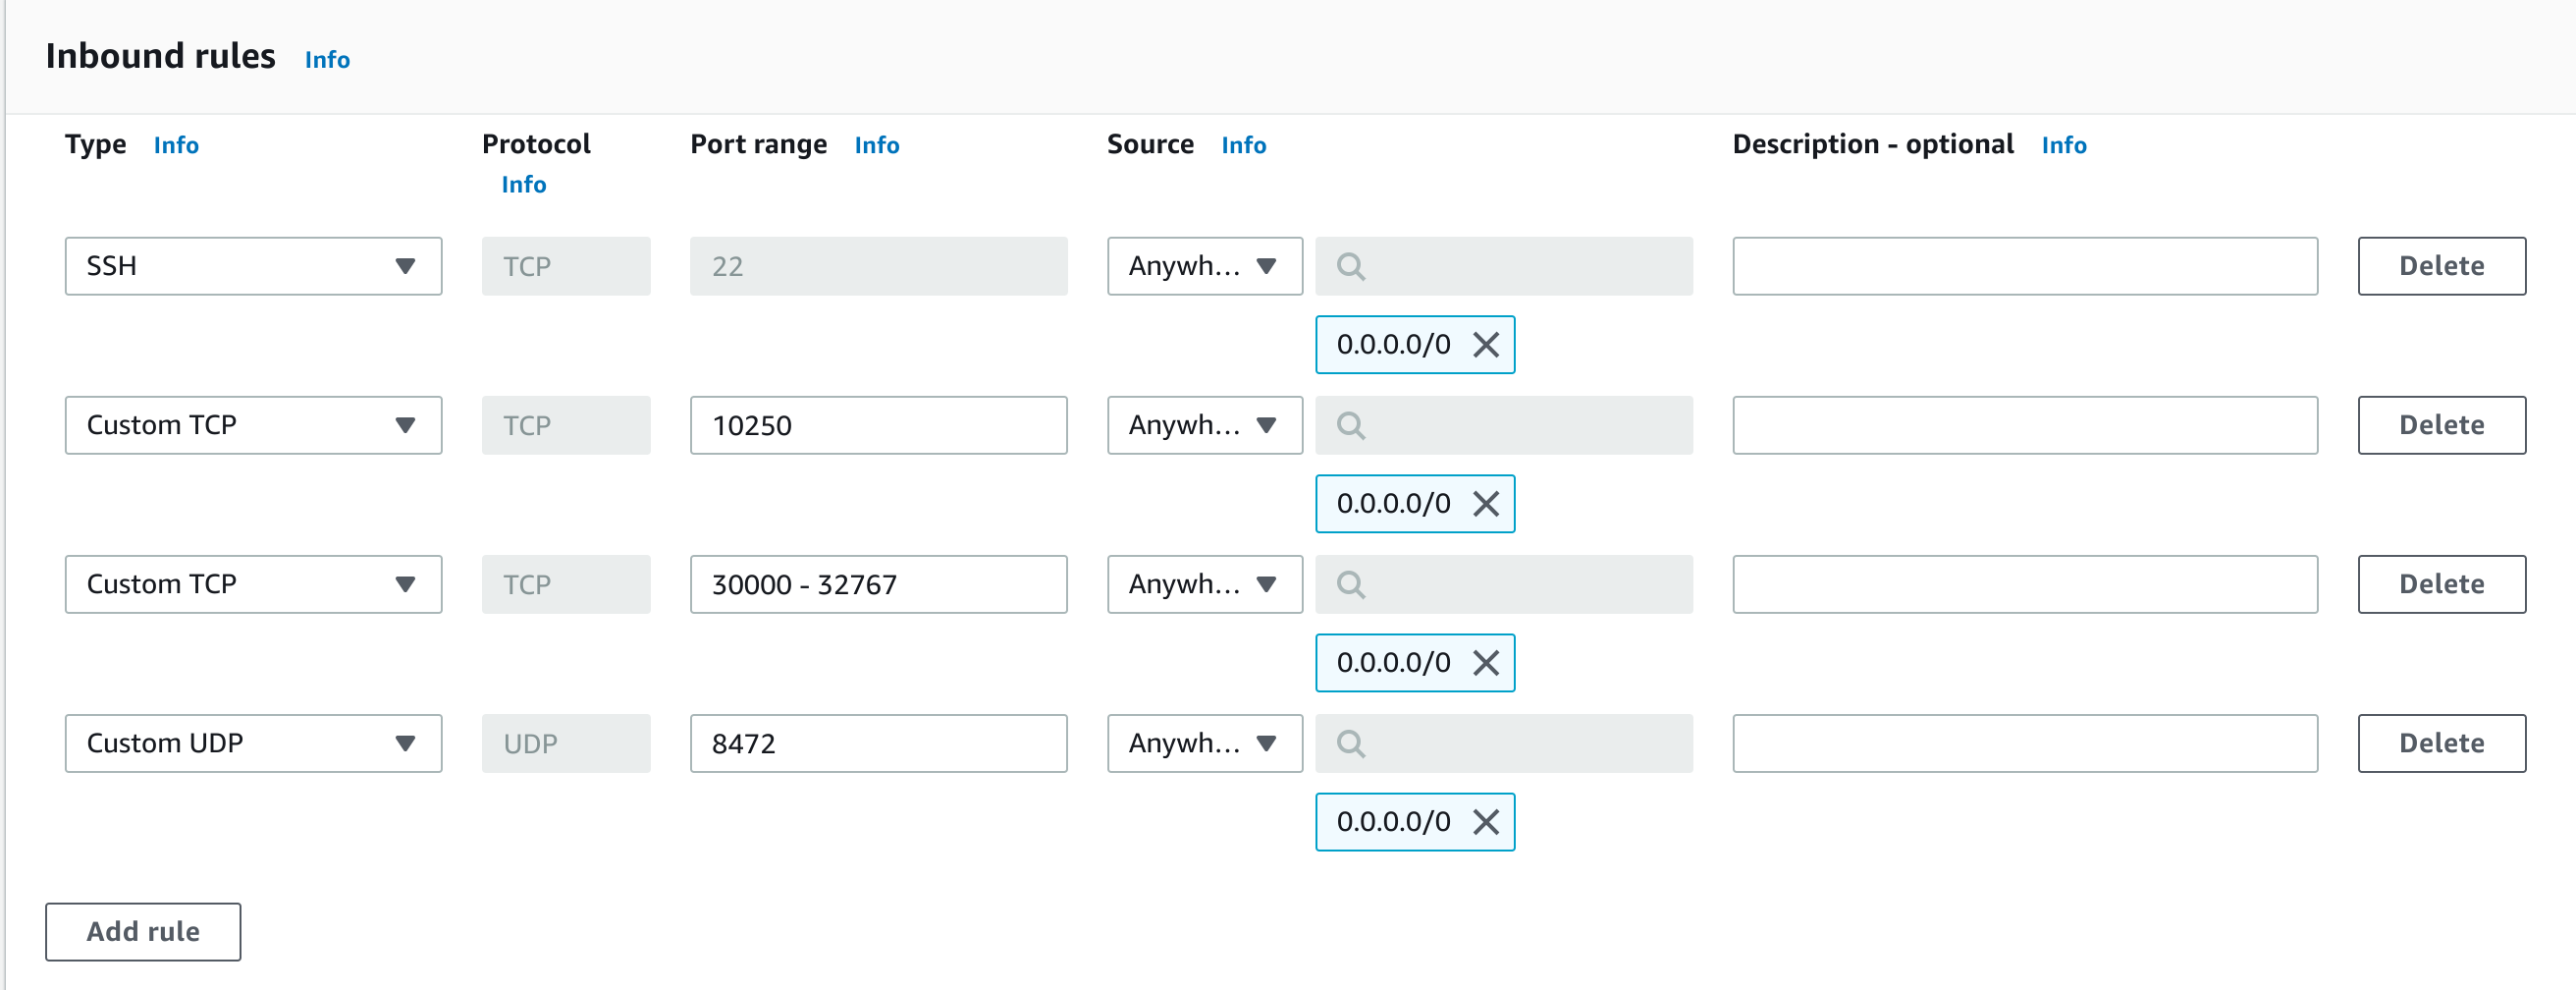 Inbound rules Info
Type Info Protocol Info Port range Info Source Info Description - optional Info
SSH TCP 22 Anywh... Delete
0.0.0.0/0
Custom TCP TCP 10250 Anywh... Delete
0.0.0.0/0
Custom TCP TCP 30000 - 32767 Anywh... Delete
0.0.0.0/0
Custom UDP UDP 8472 Anywh... Delete
0.0.0.0/0
Add rule